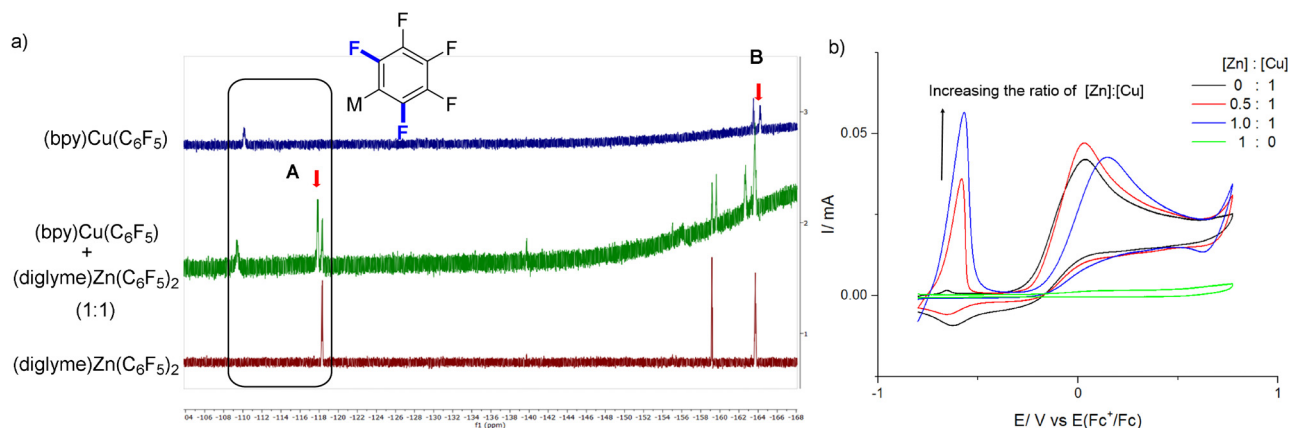 a)
F
F
F
M
F
F
B
A
(bpy)Cu(C6F5)
(bpy)Cu(C6F5)
+
(diglyme)Zn(C6F5)2
(1:1)
(diglyme)Zn(C6F5)2
3
2
1
04 -106 -108 -110 -112 -114 -116 -118 -120 -122 -124 -126 -128 -130 -132 -134 -136 -138 -140 -142 -144 -146 -148 -150 -152 -154 -156 -158 -160 -162 -164 -166 -168
f1 (ppm)
b)
[Zn] : [Cu]
0 : 1
0.5 : 1
1.0 : 1
1 : 0
Increasing the ratio of [Zn]:[Cu]
0.05
0.00
I/ mA
-1
0
1
E/ V vs E(Fc+/Fc)